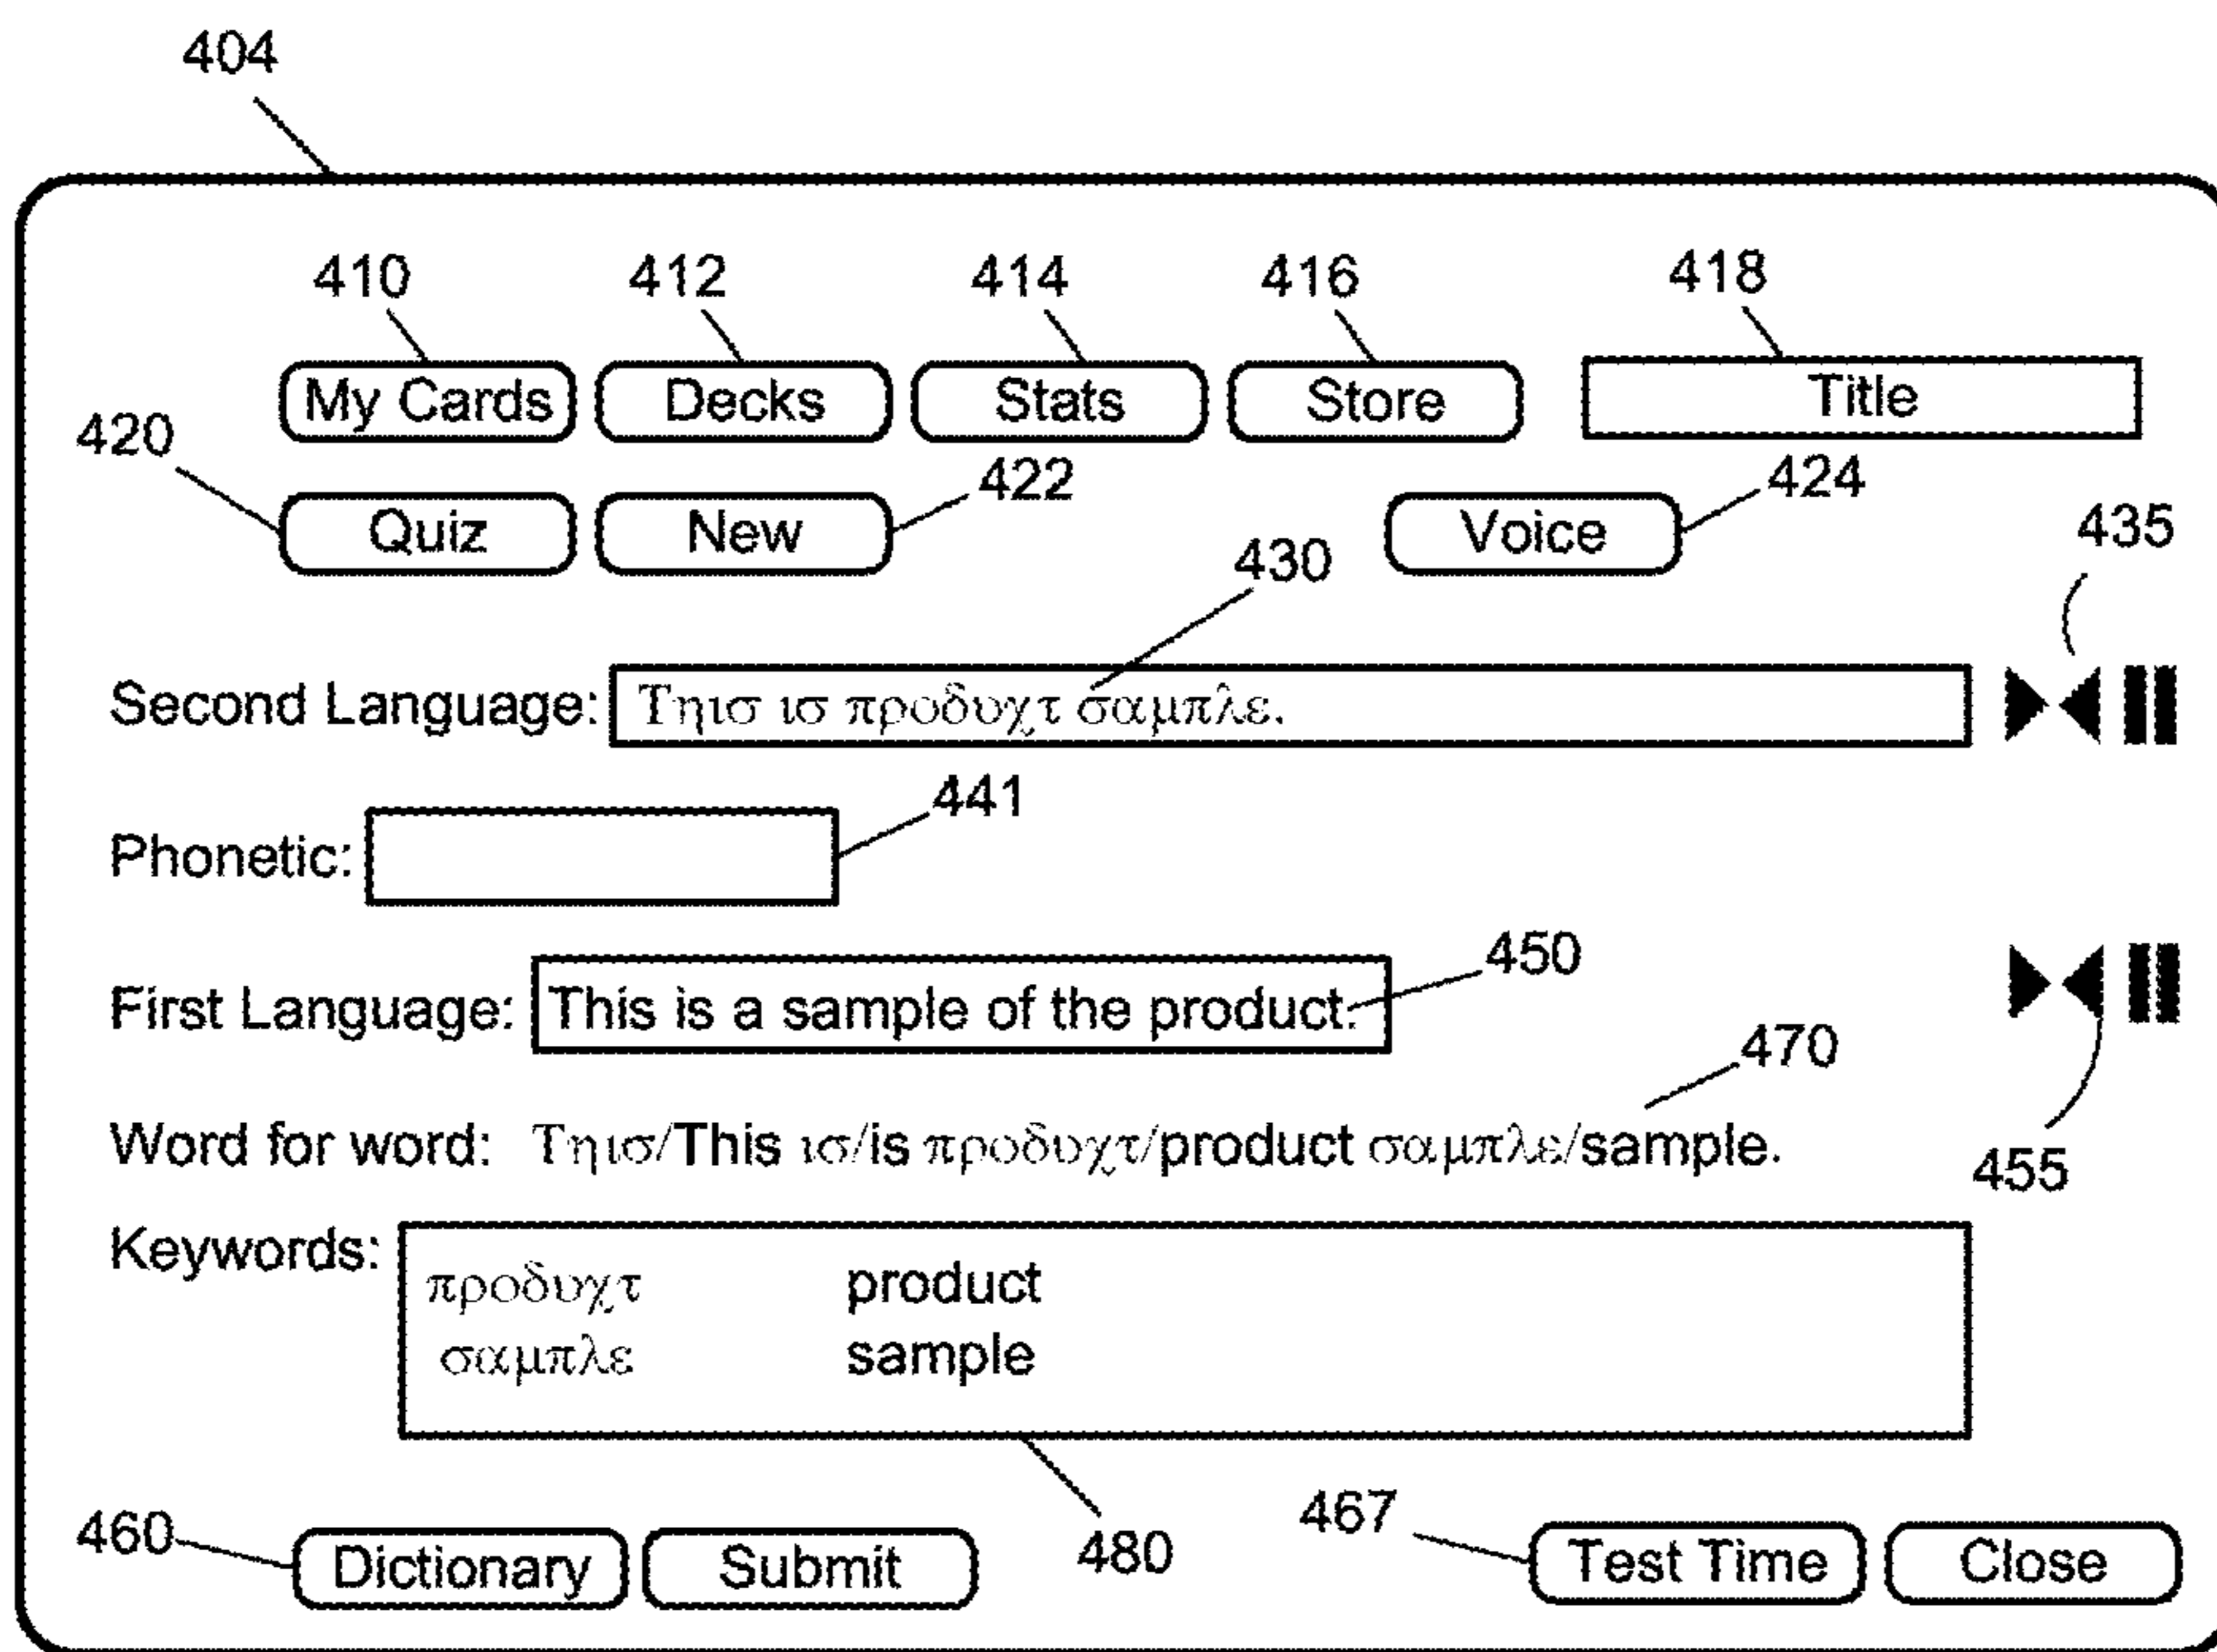 404
410 412 414 416 418
My Cards Decks Stats Store Title
420 422 424
Quiz New Voice 435
430
Second Language: Τηισ ισ προδυχτ σαμπλε.
441
Phonetic:
450
First Language: This is a sample of the product.
470
Word for word: Τηισ/This ισ/is προδυχτ/product σαμπλε/sample.
455
Keywords:
προδυχτ product
σαμπλε sample
460 467
Dictionary Submit 480 Test Time Close